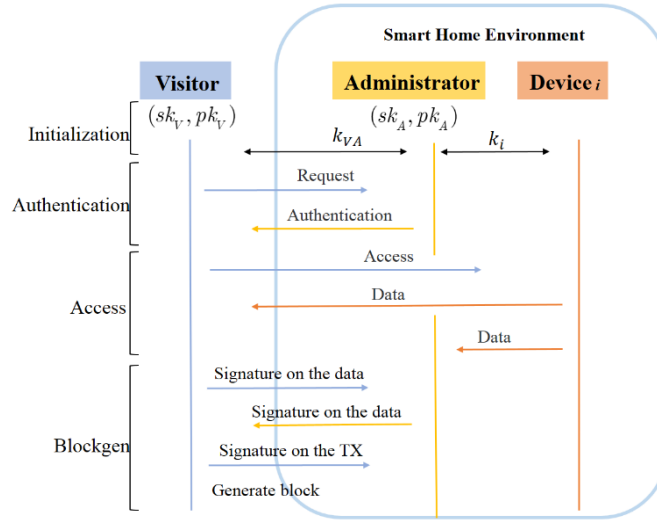 Smart Home Environment
Visitor
Administrator
Device i
(sk_V, pk_V)
(sk_A, pk_A)
Initialization
k_VA
k_i
Request
Authentication
Authentication
Access
Data
Access
Data
Signature on the data
Signature on the data
Blockgen
Signature on the TX
Generate block